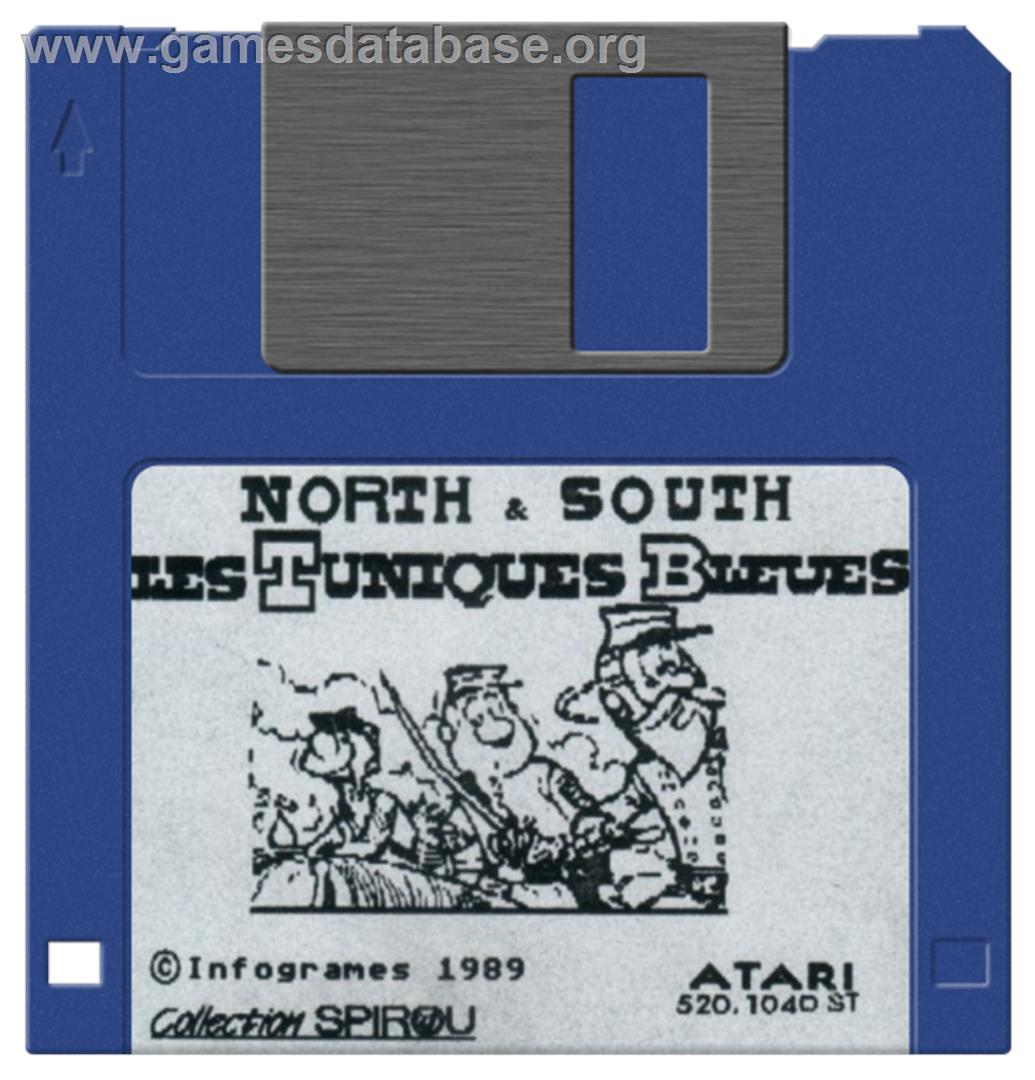 www.gamesdatabase.org
NORTH & SOUTH
LES TUNIQUES BLEUES
©Infogrames 1989
ATARI
520.1040 ST
Collection SPIROU